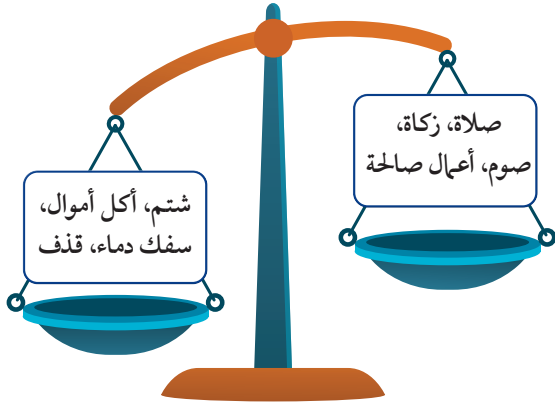 صلاة، زكاة،
صوم، أعمال صالحة
شتم، أكل أموال،
سفك دماء، قذف